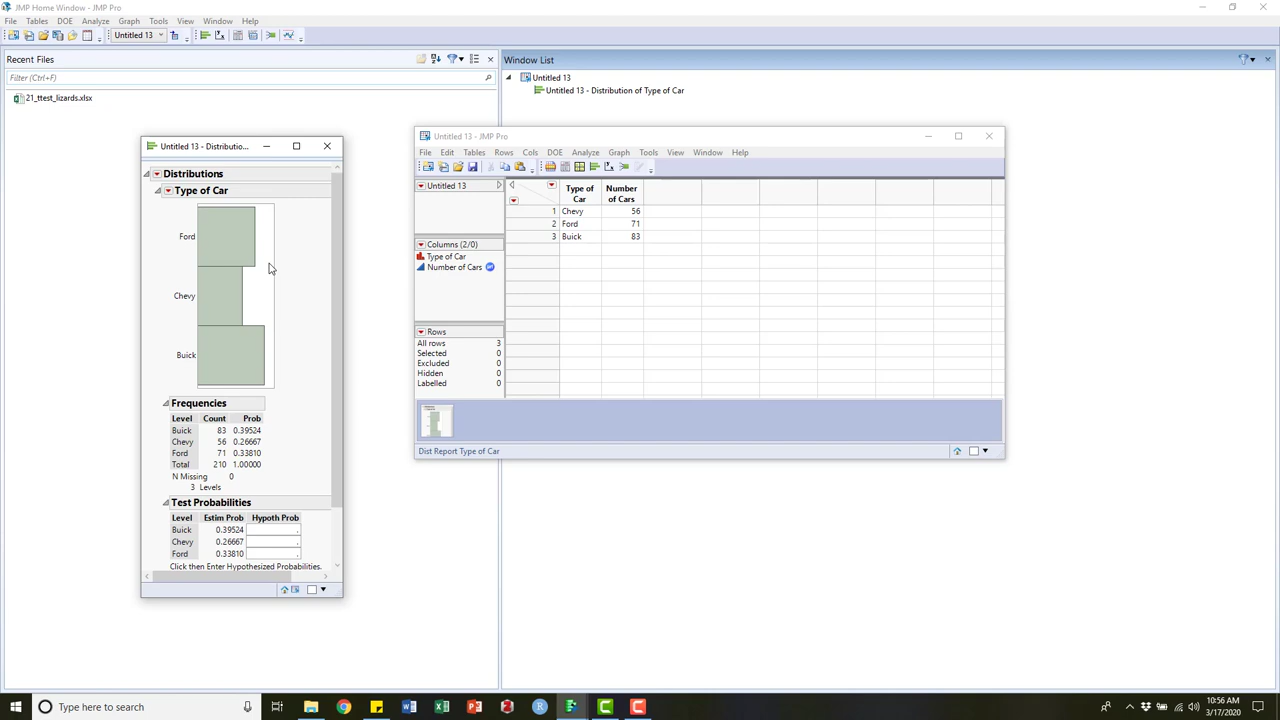 JMP Home Window - JMP Pro
File Tables DOE Analyze Graph Tools View Window Help
Untitled 13
Recent Files
Filter (Ctrl+F)
21_ttest_lizards.xlsx
Window List
Untitled 13
Untitled 13 - Distribution of Type of Car
Untitled 13 - Distributio...
Distributions
Type of Car
Ford
Chevy
Buick
Frequencies
Level Count Prob
Buick 83 0.39524
Chevy 56 0.26667
Ford 71 0.33810
Total 210 1.00000
N Missing 0
3 Levels
Test Probabilities
Level Estim Prob Hypoth Prob
Buick 0.39524 .
Chevy 0.26667 .
Ford 0.33810 .
Click then Enter Hypothesized Probabilities.
Untitled 13 - JMP Pro
File Edit Tables Rows Cols DOE Analyze Graph Tools View Window Help
Untitled 13
Columns (2/0)
Type of Car
Number of Cars
Rows
All rows 3
Selected 0
Excluded 0
Hidden 0
Labelled 0
Type of Car Number of Cars
1 Chevy 56
2 Ford 71
3 Buick 83
Dist Report Type of Car
Type here to search
10:56 AM
3/17/2020